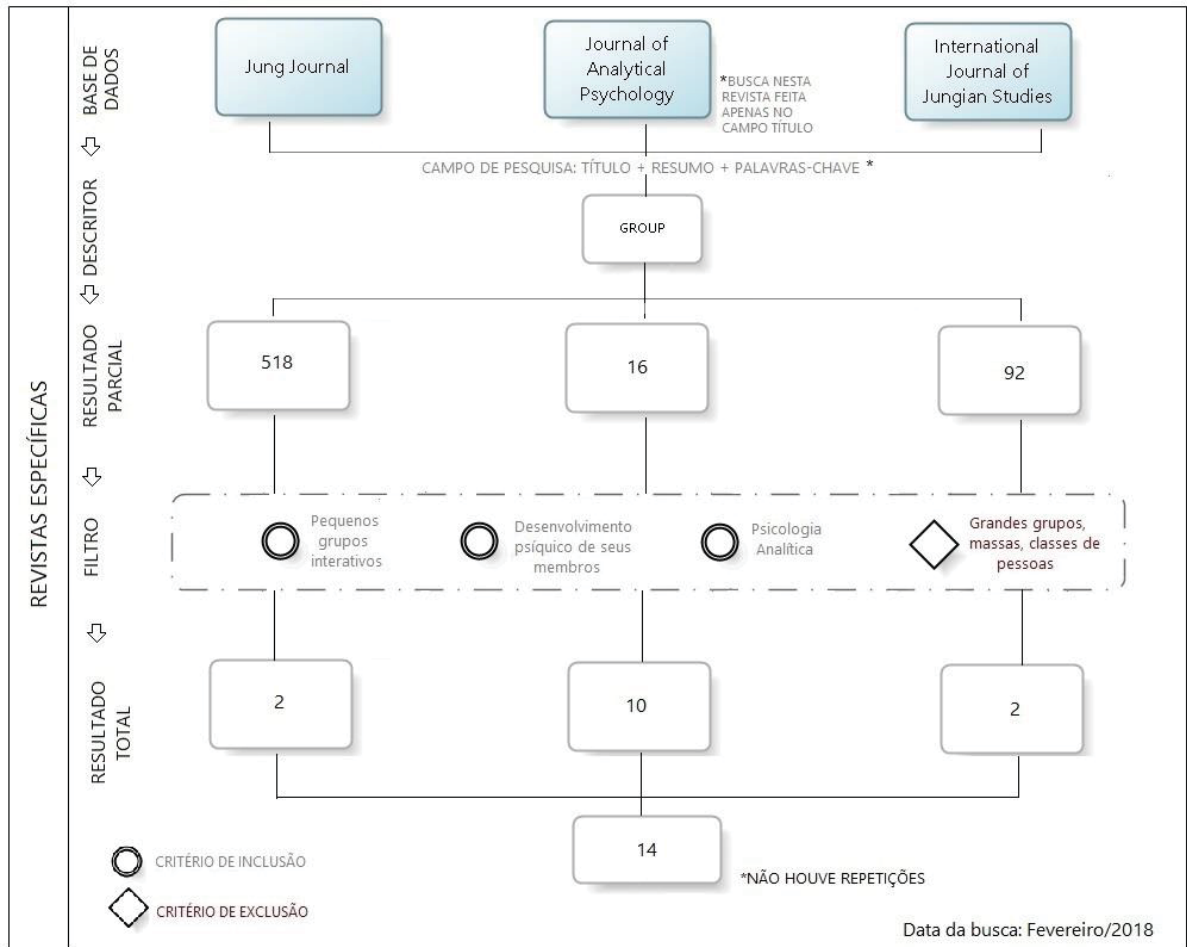 REVISTAS ESPECÍFICAS
BASE DE
DADOS
Jung Journal
Journal of
Analytical
Psychology
*BUSCA NESTA
REVISTA FEITA
APENAS NO
CAMPO TÍTULO
International
Journal of
Jungian Studies
CAMPO DE PESQUISA: TÍTULO + RESUMO + PALAVRAS-CHAVE *
DESCRITOR
GROUP
RESULTADO
PARCIAL
518
16
92
FILTRO
Pequenos
grupos
interativos
Desenvolvimento
psíquico de seus
membros
Psicologia
Analítica
Grandes grupos,
massas, classes de
pessoas
RESULTADO
TOTAL
2
10
2
14
*NÃO HOUVE REPETIÇÕES
CRITÉRIO DE INCLUSÃO
CRITÉRIO DE EXCLUSÃO
Data da busca: Fevereiro/2018